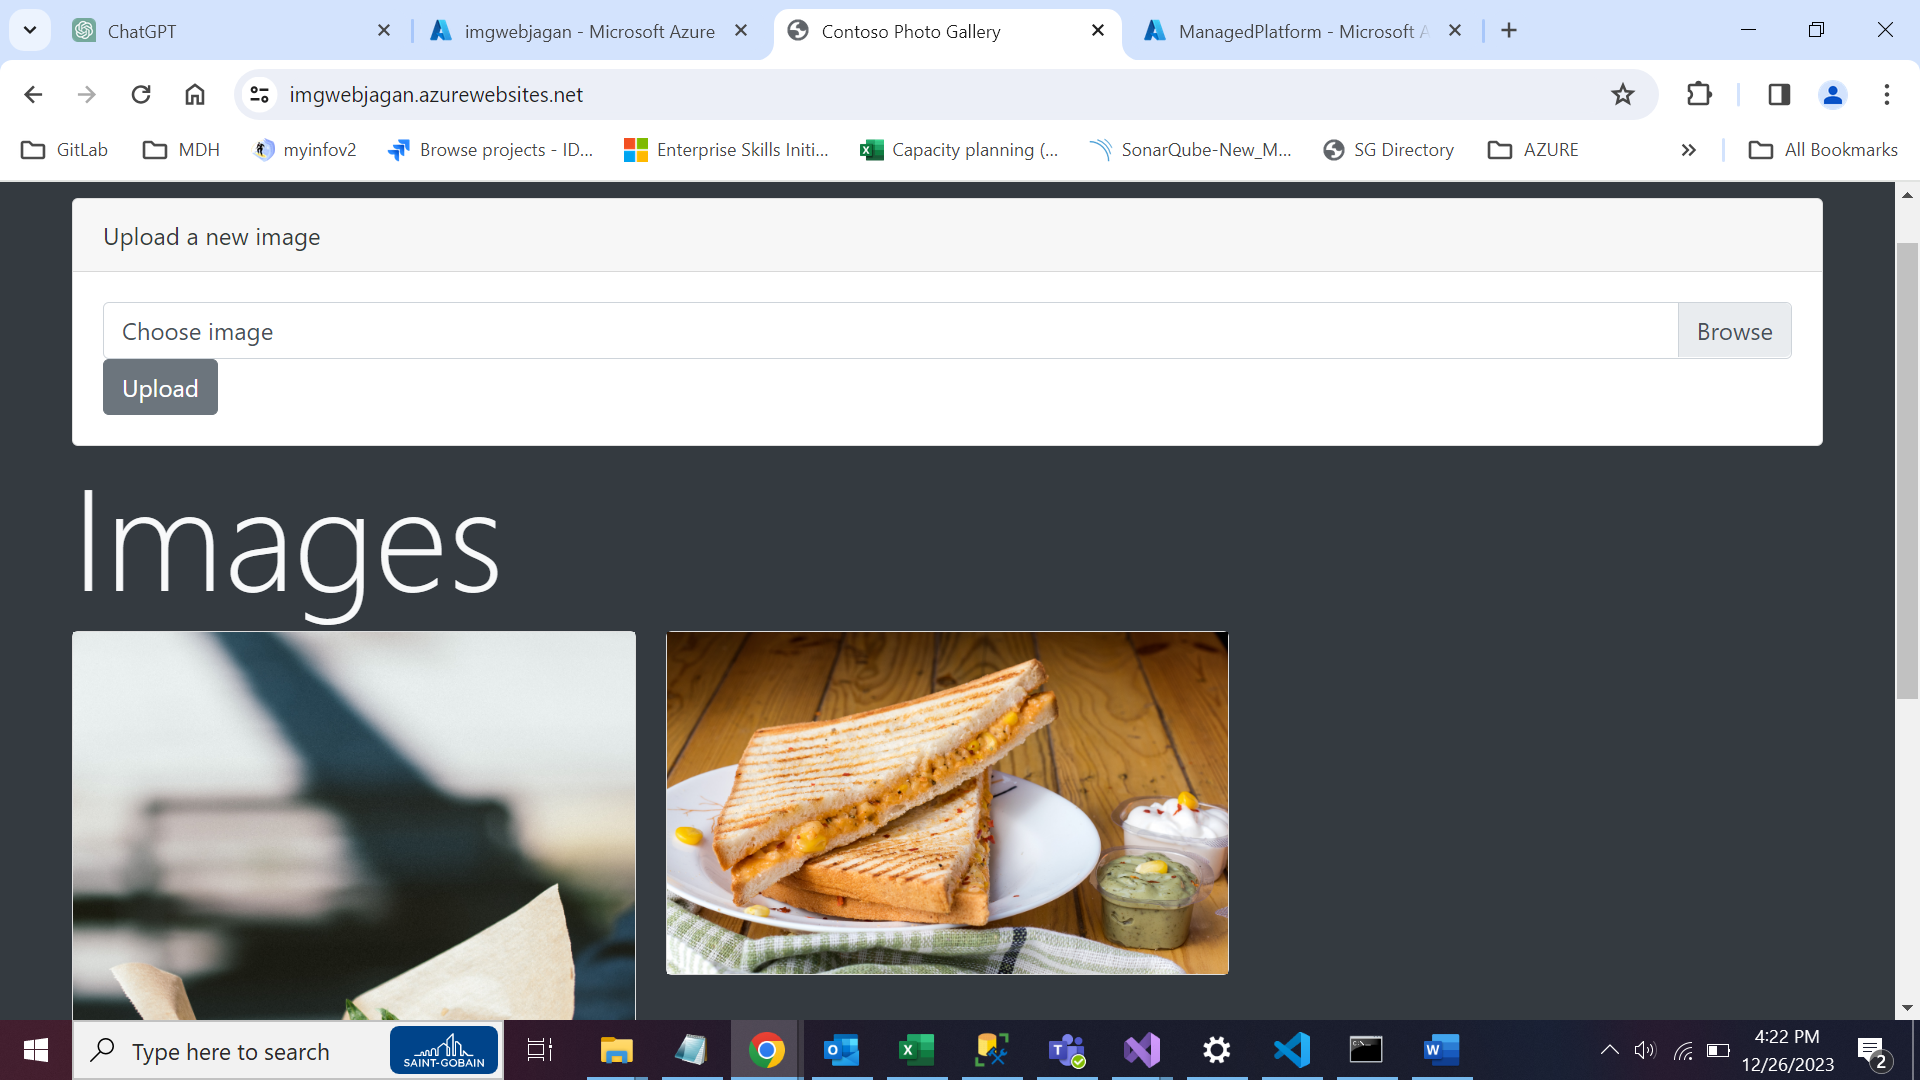 ChatGPT
imgwebjagan - Microsoft Azure
Contoso Photo Gallery
ManagedPlatform - Microsoft A
imgwebjagan.azurewebsites.net
GitLab
MDH
myinfov2
Browse projects - ID...
Enterprise Skills Initi...
Capacity planning (...
SonarQube-New_M...
SG Directory
AZURE
All Bookmarks
Upload a new image
Choose image
Browse
Upload
Images
Type here to search
SAINT-GOBAIN
4:22 PM
12/26/2023
2